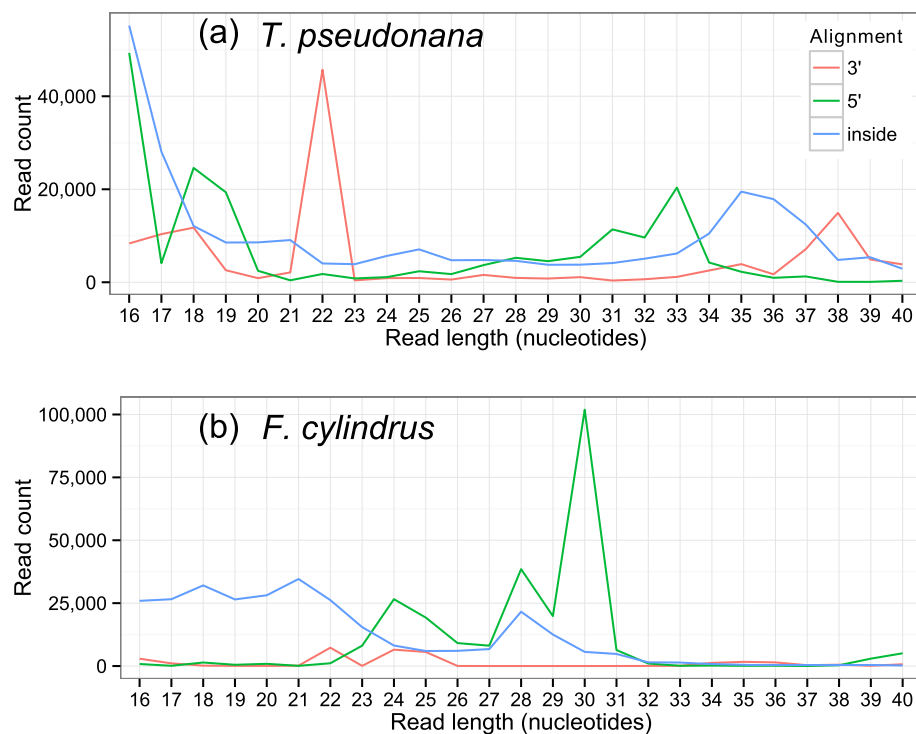 (a) T. pseudonana
Alignment
3'
5'
inside
Read count
40,000
20,000
0
16 17 18 19 20 21 22 23 24 25 26 27 28 29 30 31 32 33 34 35 36 37 38 39 40
Read length (nucleotides)
(b) F. cylindrus
Read count
100,000
75,000
50,000
25,000
0
16 17 18 19 20 21 22 23 24 25 26 27 28 29 30 31 32 33 34 35 36 37 38 39 40
Read length (nucleotides)